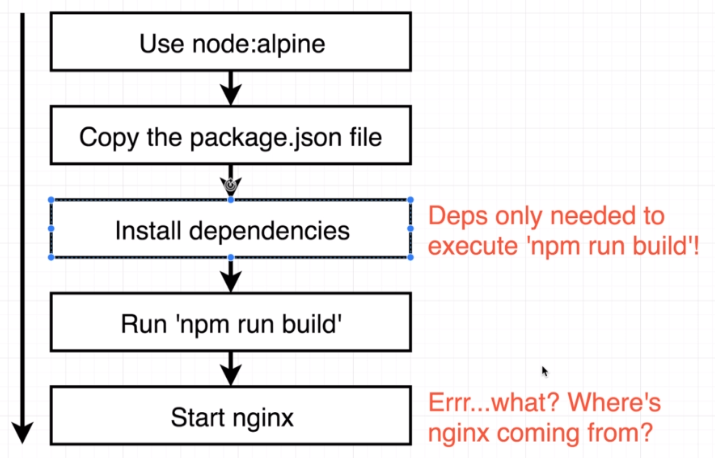 Use node:alpine
Copy the package.json file
Install dependencies
Deps only needed to
execute 'npm run build'!
Run 'npm run build'
Start nginx
Errr...what? Where's
nginx coming from?